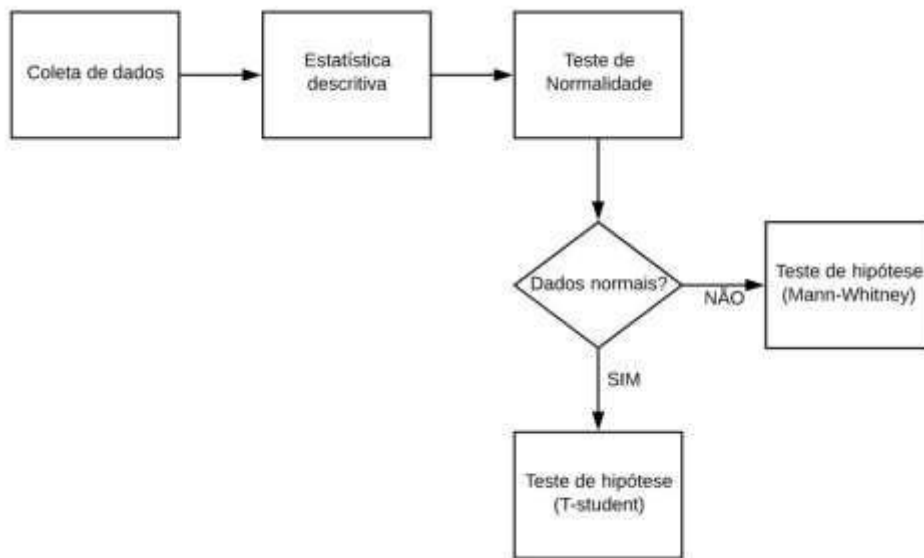 Coleta de dados
Estatística
descritiva
Teste de
Normalidade
Dados normais?
NÃO
Teste de hipótese
(Mann-Whitney)
SIM
Teste de hipótese
(T-student)